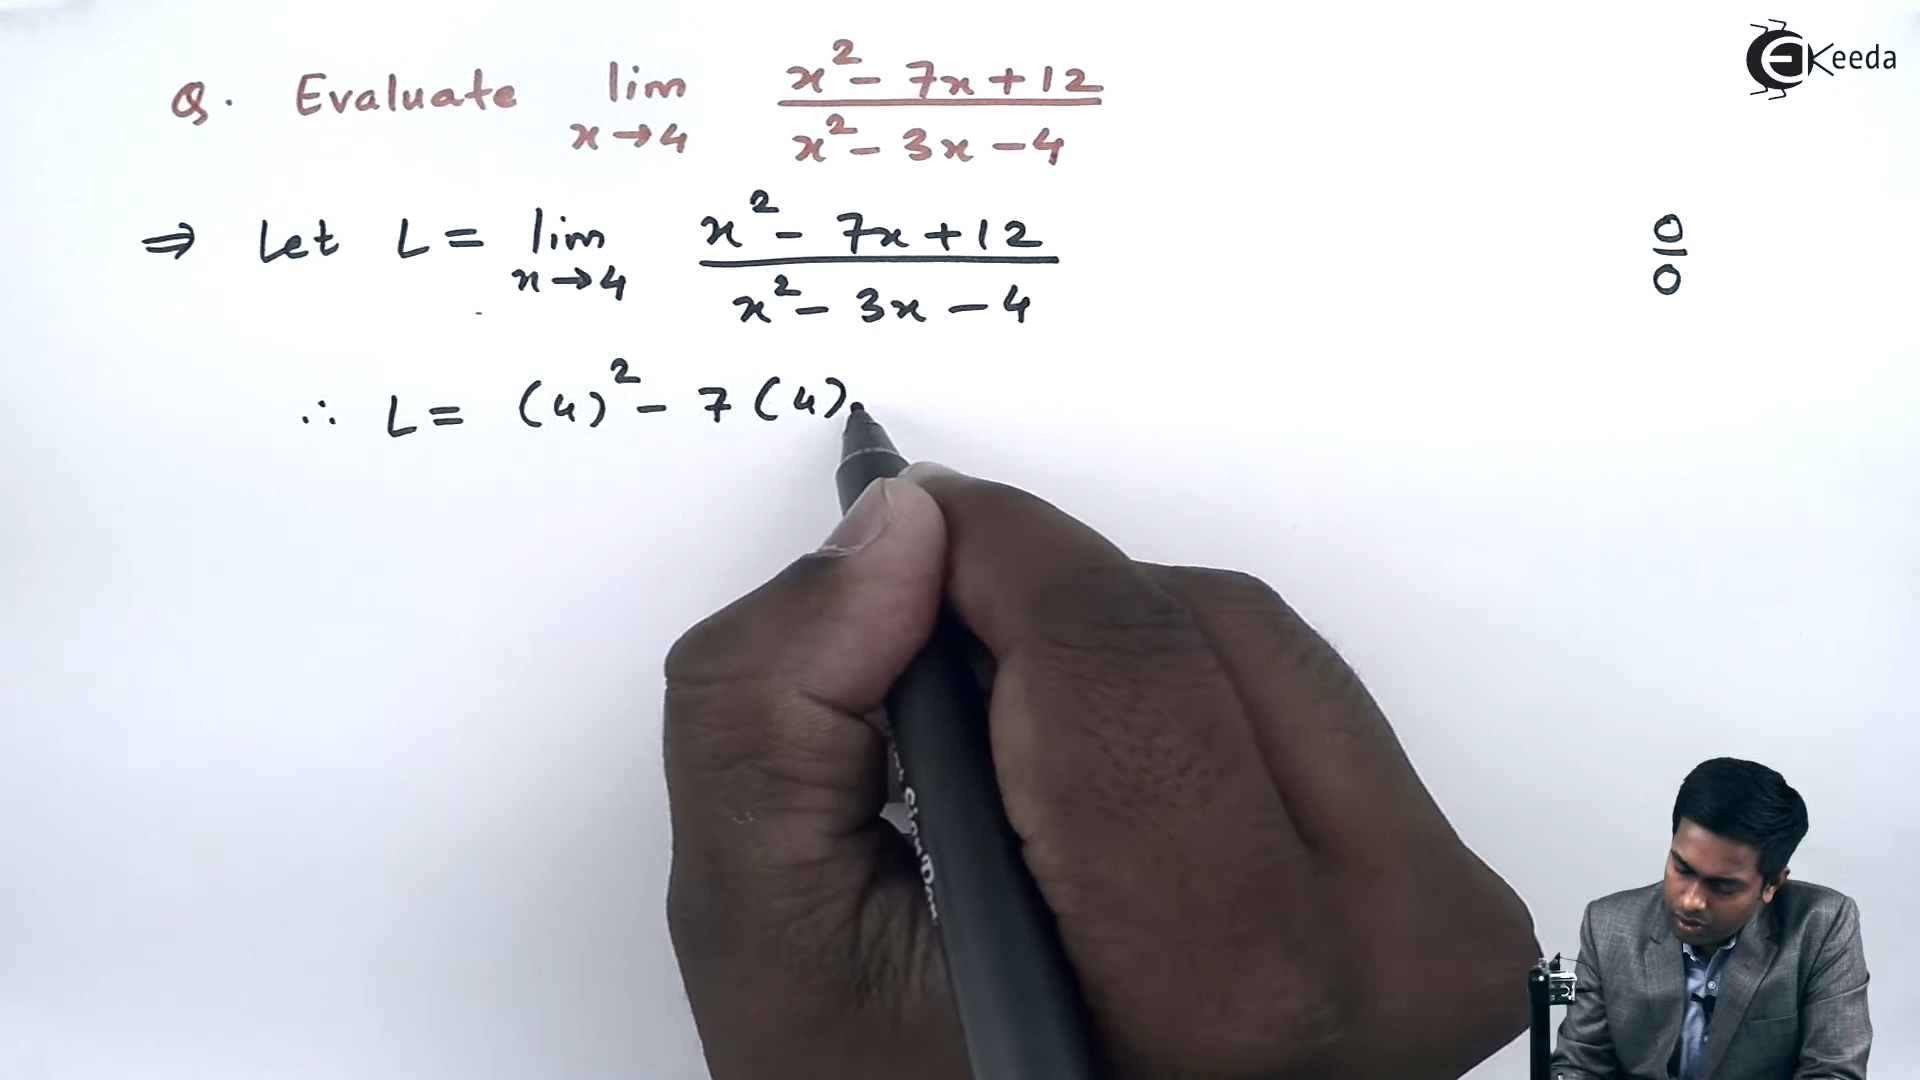 Keeda
Q. Evaluate lim x→4 x² - 7x + 12 / x² - 3x - 4
⇒ Let L = lim x→4 x² - 7x + 12 / x² - 3x - 4
0/0
∴ L = (4)² - 7(4)